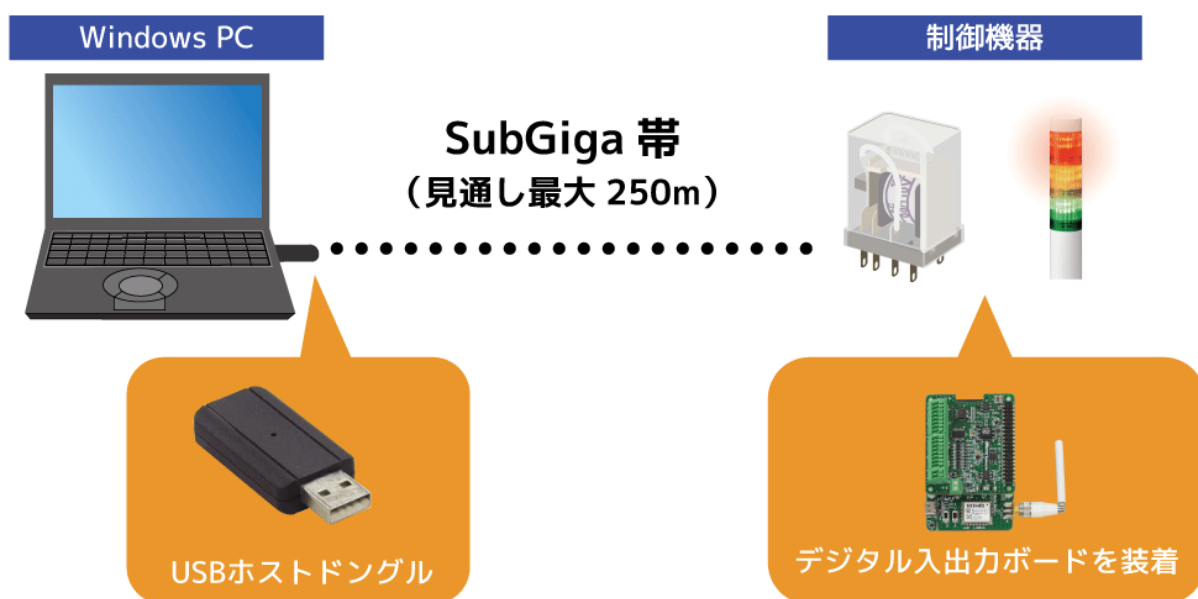 Windows PC
制御機器
SubGiga 帯
（見通し最大 250m）
USBホストドングル
デジタル入出力ボードを装着